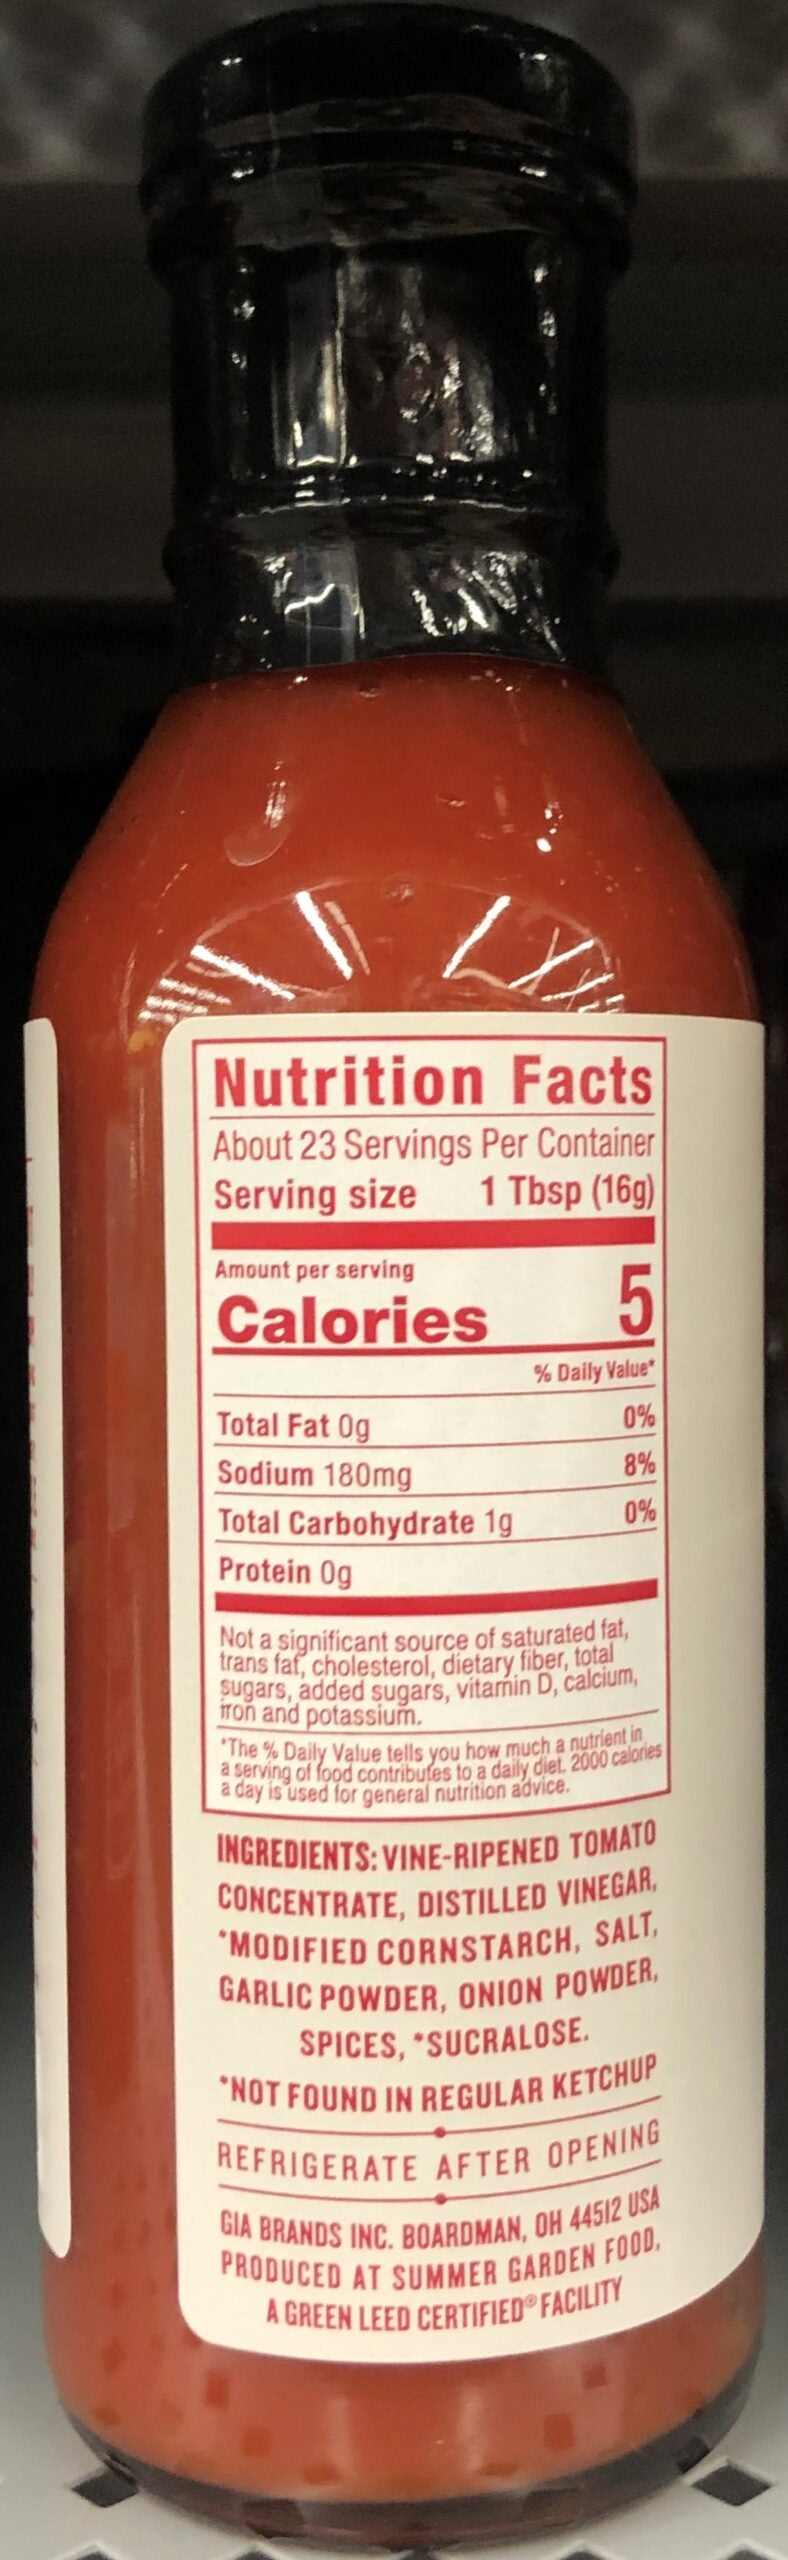 Nutrition Facts
About 23 Servings Per Container
Serving size 1 Tbsp (16g)
Amount per serving
Calories 5
% Daily Value*
Total Fat 0g 0%
Sodium 180mg 8%
Total Carbohydrate 1g 0%
Protein 0g
Not a significant source of saturated fat,
trans fat, cholesterol, dietary fiber, total
sugars, added sugars, vitamin D, calcium,
iron and potassium.
*The % Daily Value tells you how much a nutrient in
a serving of food contributes to a daily diet. 2000 calories
a day is used for general nutrition advice.
INGREDIENTS: VINE-RIPENED TOMATO
CONCENTRATE, DISTILLED VINEGAR,
*MODIFIED CORNSTARCH, SALT,
GARLIC POWDER, ONION POWDER,
SPICES, *SUCRALOSE.
*NOT FOUND IN REGULAR KETCHUP
REFRIGERATE AFTER OPENING
GIA BRANDS INC. BOARDMAN, OH 44512 USA
PRODUCED AT SUMMER GARDEN FOOD,
A GREEN LEED CERTIFIED® FACILITY